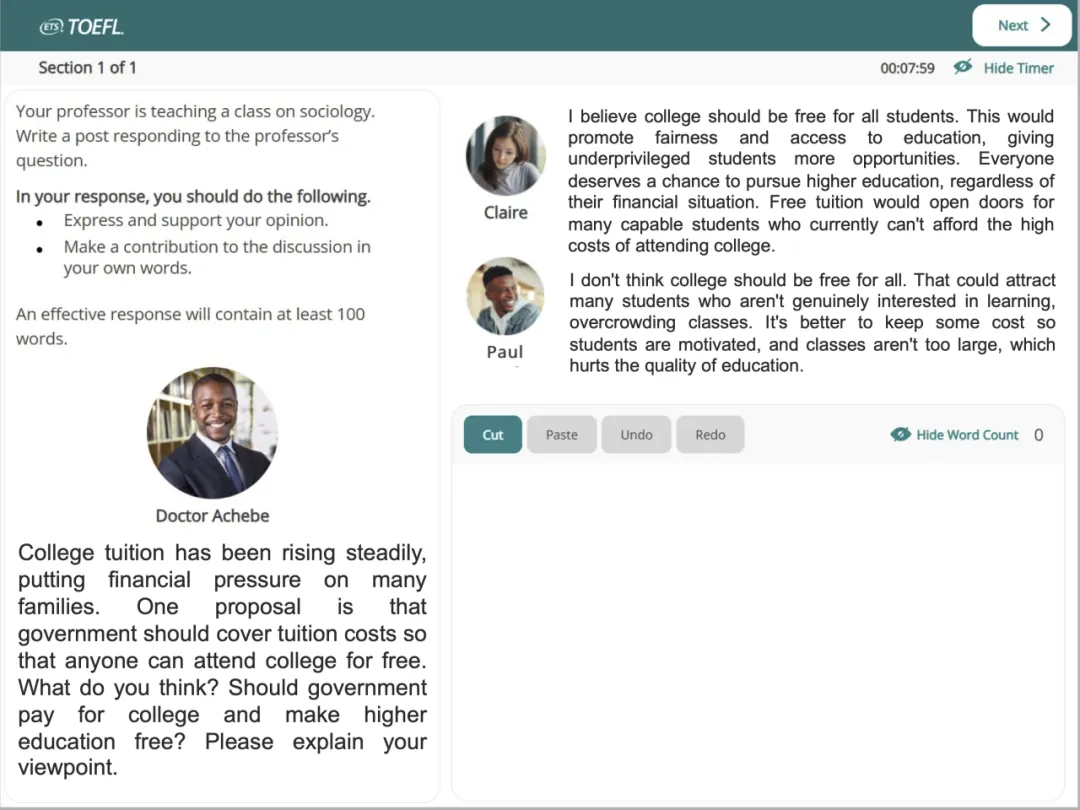 ETS TOEFL.
Next
Section 1 of 1
00:07:59
Hide Timer
Your professor is teaching a class on sociology.
Write a post responding to the professor's
question.
In your response, you should do the following.
• Express and support your opinion.
• Make a contribution to the discussion in
your own words.
An effective response will contain at least 100
words.
Doctor Achebe
College tuition has been rising steadily,
putting financial pressure on many
families. One proposal is that
government should cover tuition costs so
that anyone can attend college for free.
What do you think? Should government
pay for college and make higher
education free? Please explain your
viewpoint.
Claire
I believe college should be free for all students. This would
promote fairness and access to education, giving
underprivileged students more opportunities. Everyone
deserves a chance to pursue higher education, regardless of
their financial situation. Free tuition would open doors for
many capable students who currently can't afford the high
costs of attending college.
Paul
I don't think college should be free for all. That could attract
many students who aren't genuinely interested in learning,
overcrowding classes. It's better to keep some cost so
students are motivated, and classes aren't too large, which
hurts the quality of education.
Cut
Paste
Undo
Redo
Hide Word Count
0